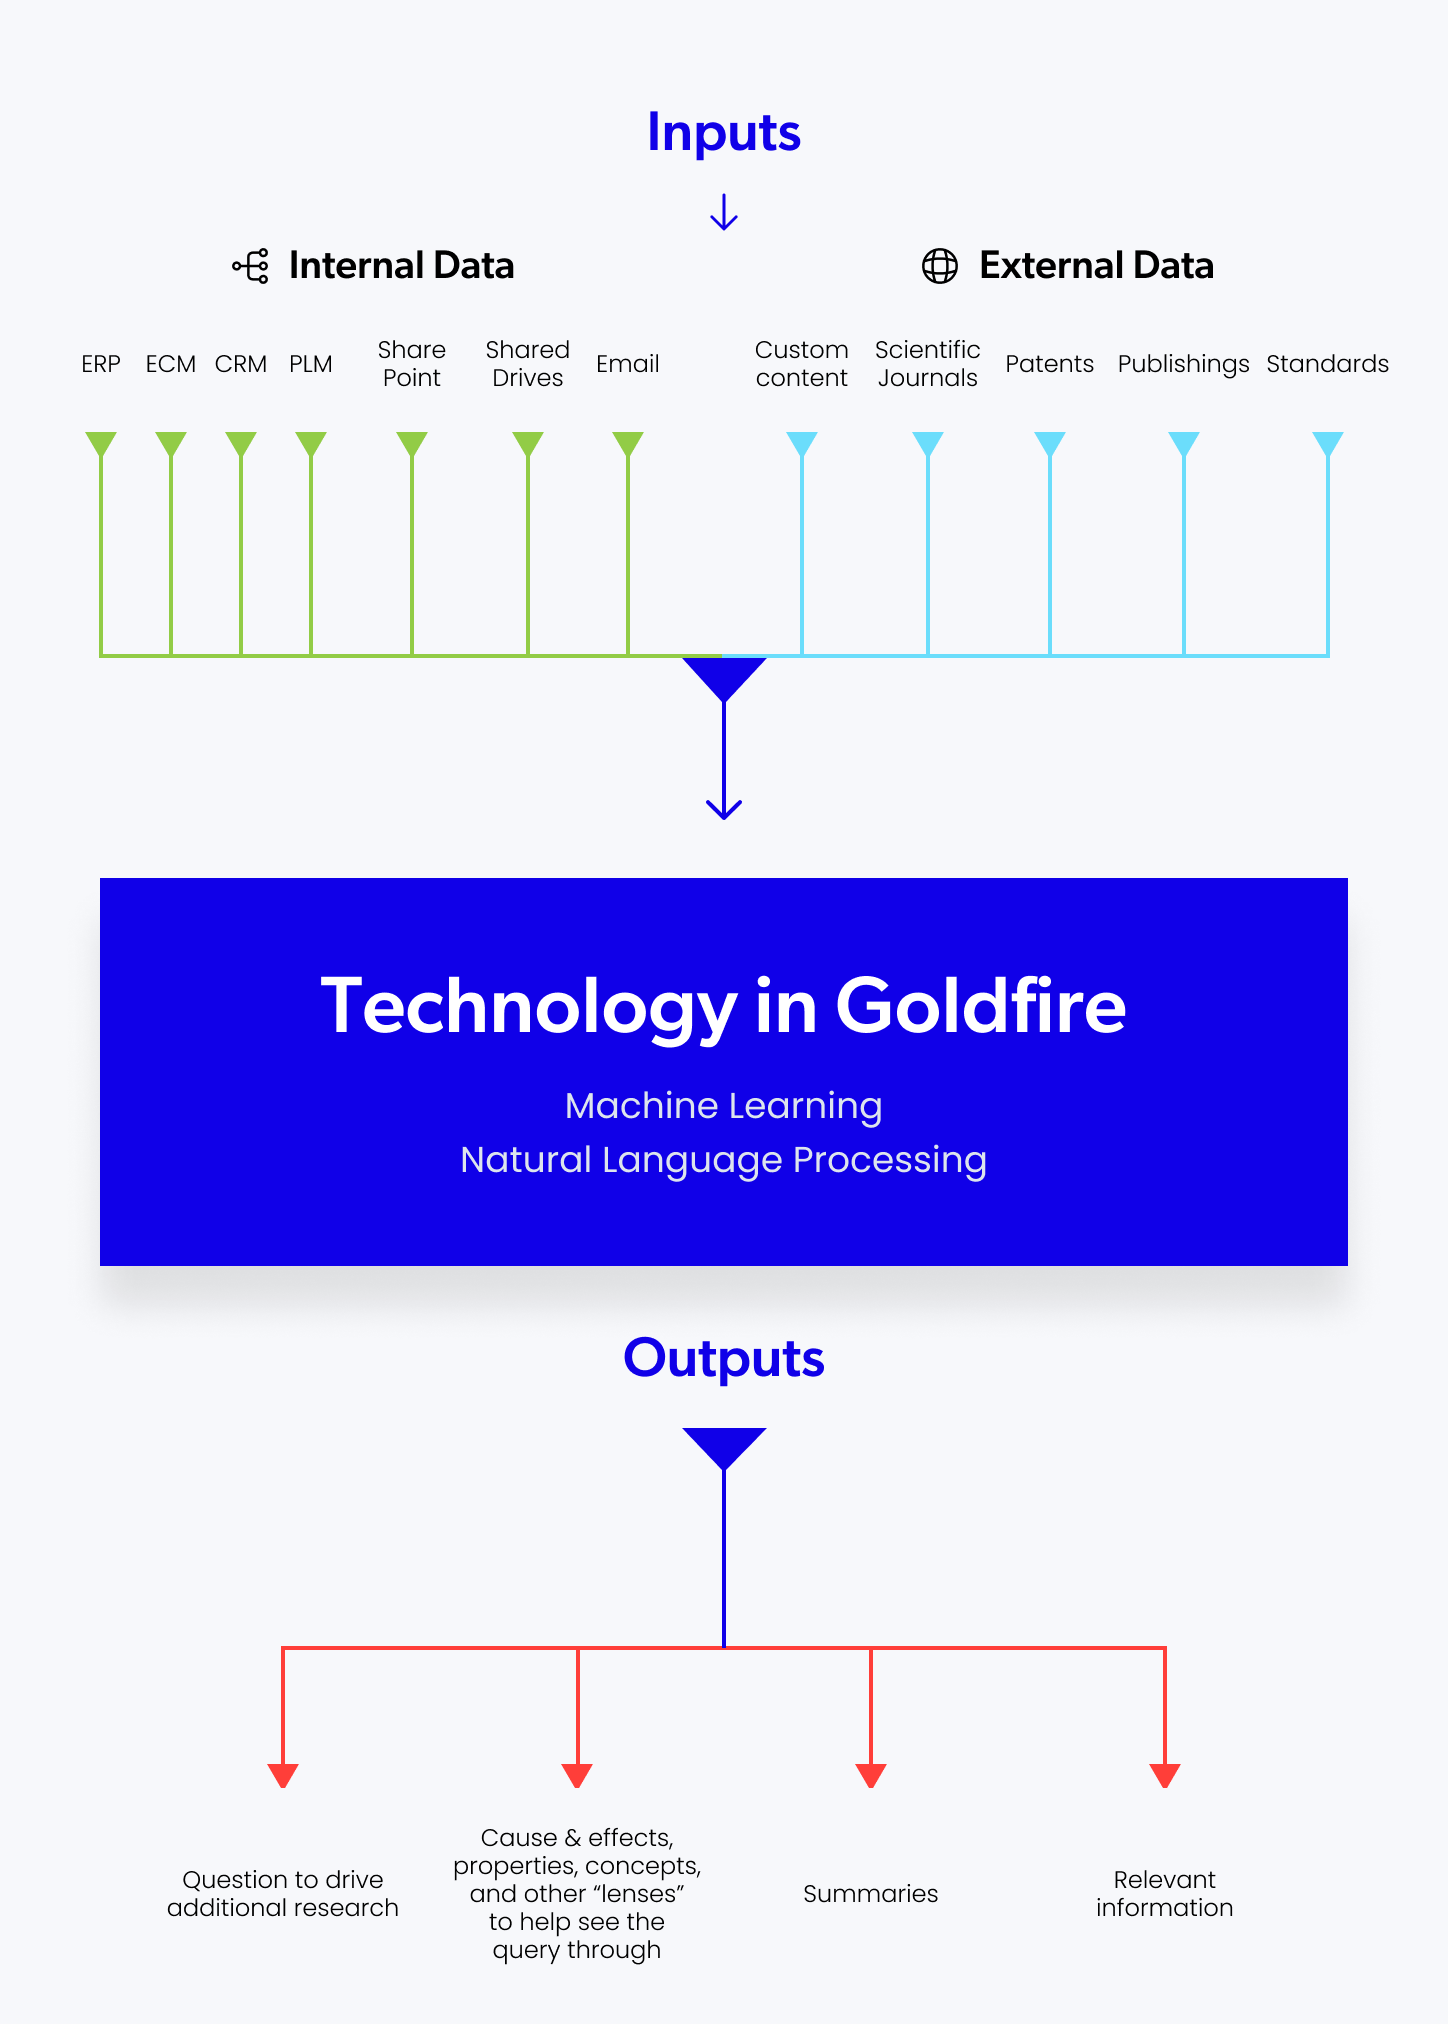 Inputs
Internal Data
External Data
ERP
ECM
CRM
PLM
Share
Point
Shared
Drives
Email
Custom
content
Scientific
Journals
Patents
Publishings
Standards
Technology in Goldfire
Machine Learning
Natural Language Processing
Outputs
Question to drive
additional research
Cause & effects,
properties, concepts,
and other “lenses”
to help see the
query through
Summaries
Relevant
information